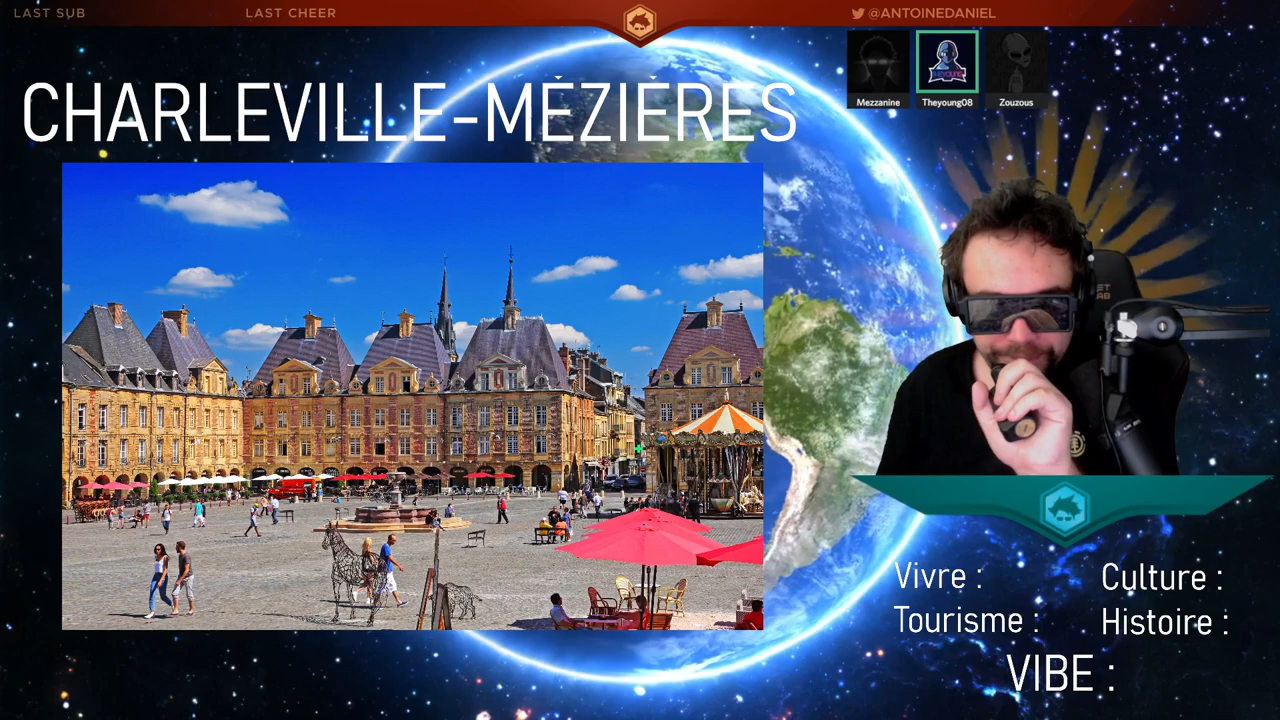 LAST SUB
LAST CHEER
@ANTOINEDANIEL
Mezzanine
Theyoung08
Zouzous
CHARLEVILLE-MÉZIÈRES
Vivre :
Culture :
Tourisme :
Histoire :
VIBE :